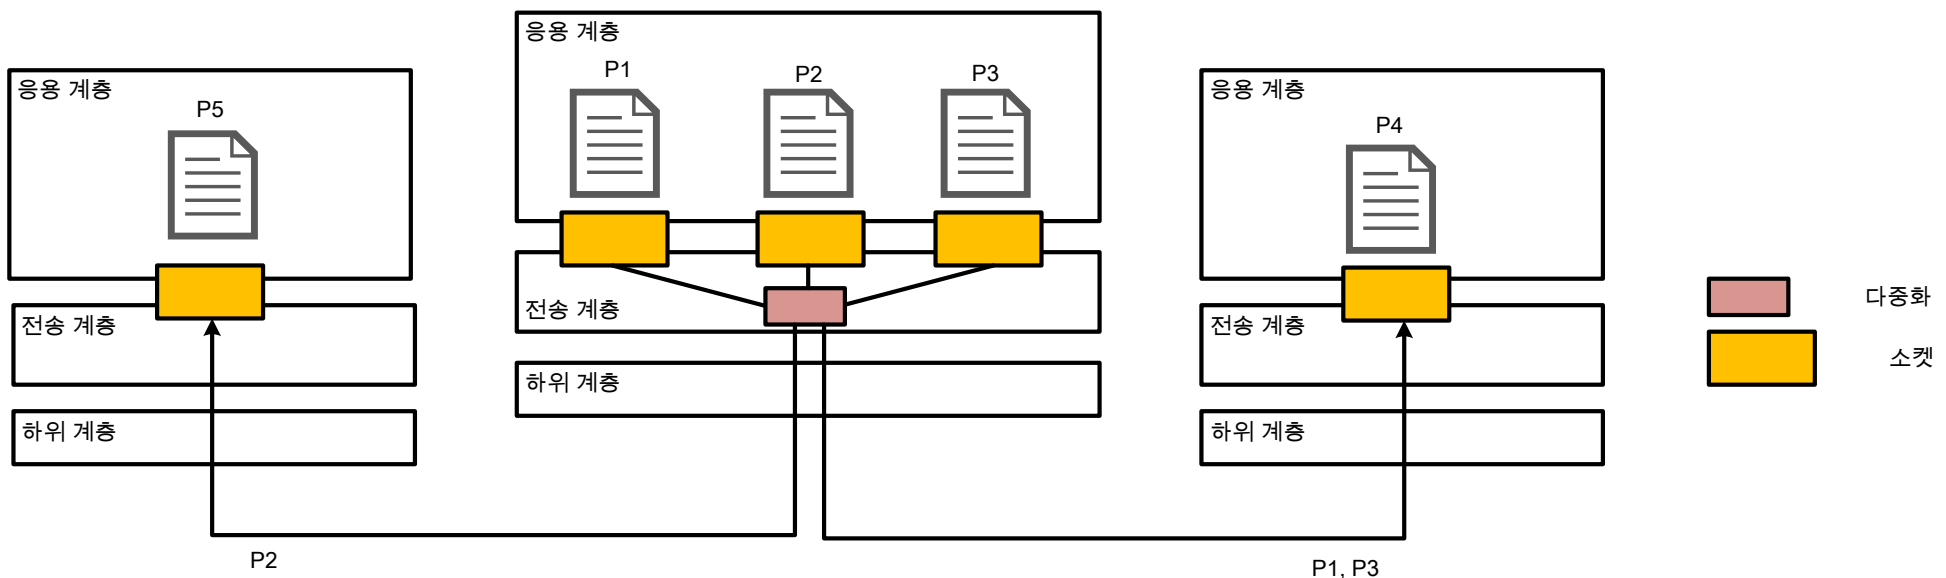 응용 계층
P5
전송 계층
하위 계층
P2
응용 계층
P1
P2
P3
전송 계층
하위 계층
응용 계층
P4
전송 계층
하위 계층
P1, P3
다중화
소켓